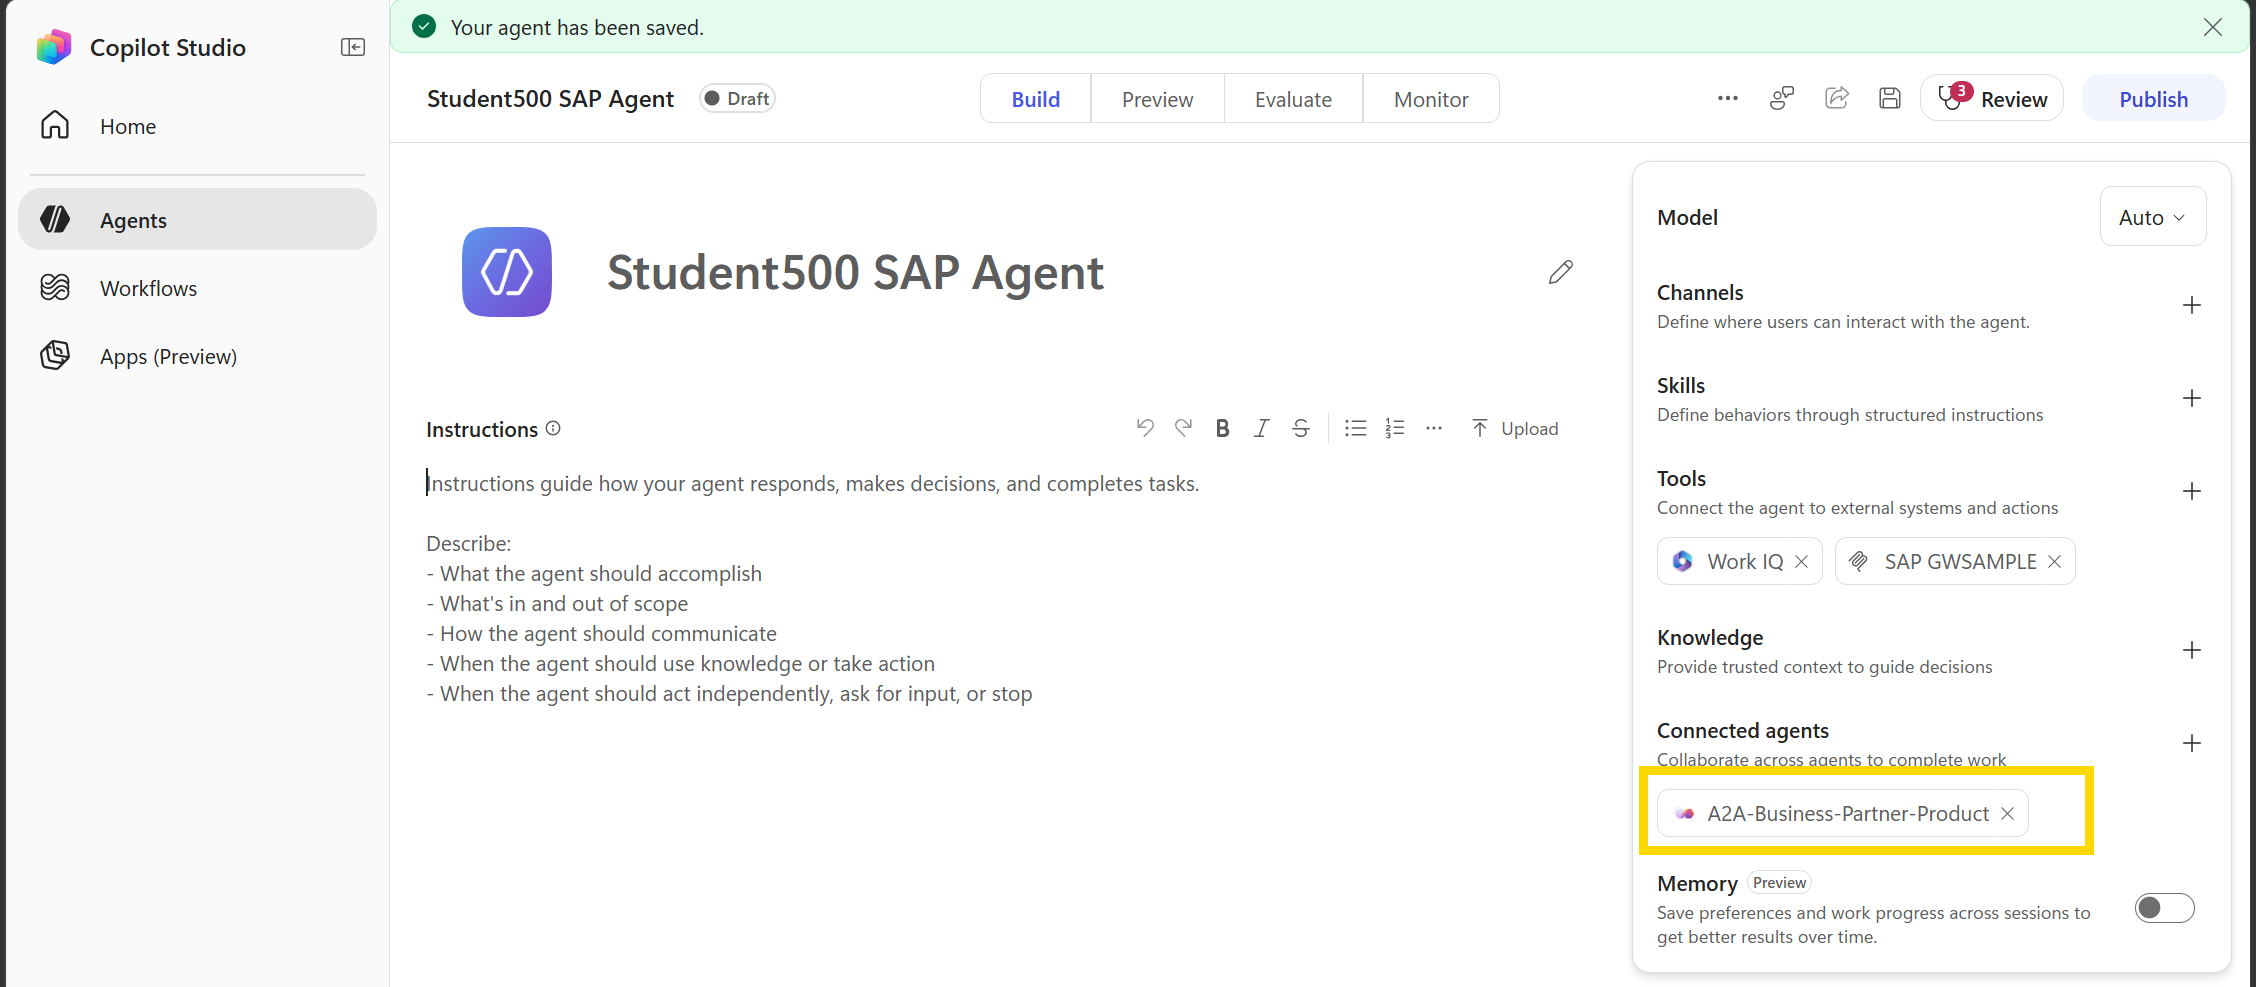 Your agent has been saved.
Copilot Studio
Student500 SAP Agent
Draft
Build
Preview
Evaluate
Monitor
3
Review
Publish
Home
Agents
Workflows
Apps (Preview)
Student500 SAP Agent
Instructions
Upload
Instructions guide how your agent responds, makes decisions, and completes tasks.
Describe:
- What the agent should accomplish
- What's in and out of scope
- How the agent should communicate
- When the agent should use knowledge or take action
- When the agent should act independently, ask for input, or stop
Model
Auto
Channels
Define where users can interact with the agent.
Skills
Define behaviors through structured instructions
Tools
Connect the agent to external systems and actions
Work IQ
SAP GWSAMPLE
Knowledge
Provide trusted context to guide decisions
Connected agents
Collaborate across agents to complete work
A2A-Business-Partner-Product
Memory
Preview
Save preferences and work progress across sessions to
get better results over time.